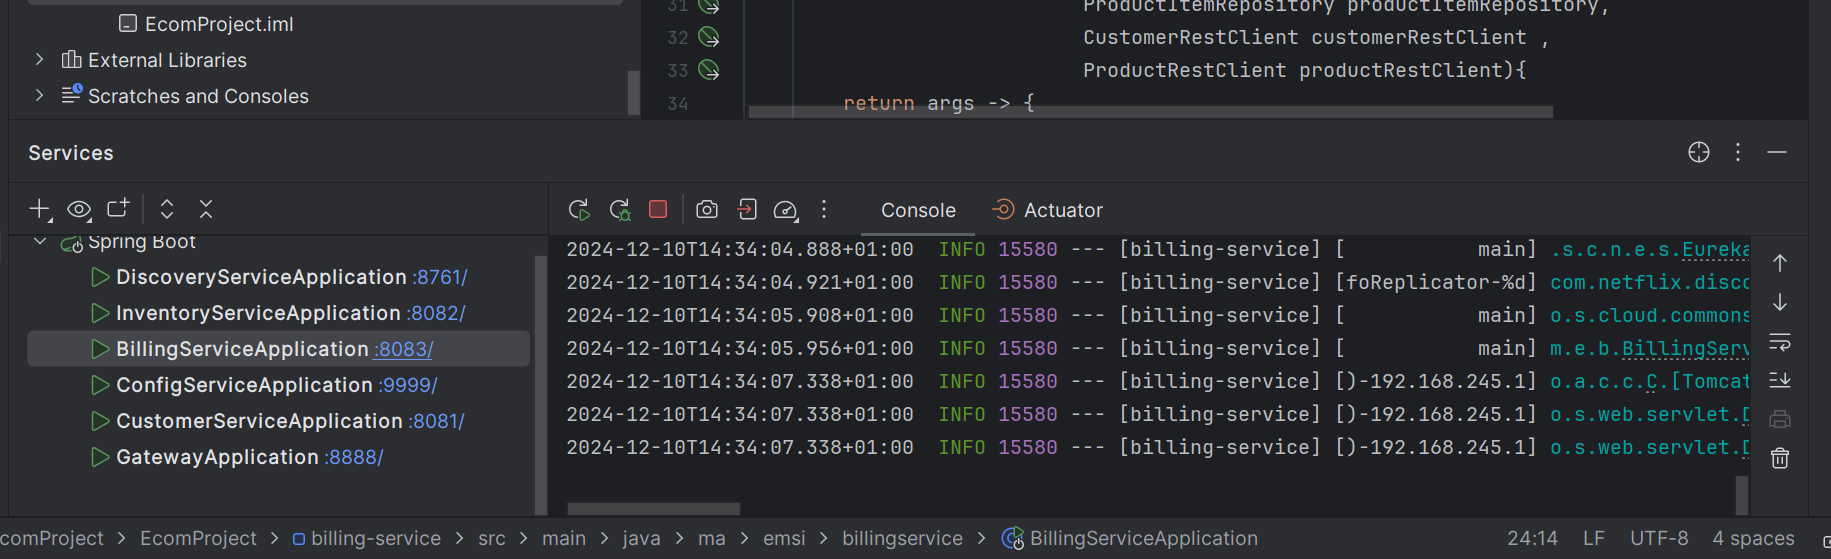 EcomProject.iml
External Libraries
Scratches and Consoles
31 ProductItemRepository productItemRepository,
32 CustomerRestClient customerRestClient ,
33 ProductRestClient productRestClient){
34 return args -> {
Services
Console Actuator
Spring Boot
DiscoveryServiceApplication :8761/
InventoryServiceApplication :8082/
BillingServiceApplication :8083/
ConfigServiceApplication :9999/
CustomerServiceApplication :8081/
GatewayApplication :8888/
2024-12-10T14:34:04.888+01:00 INFO 15580 --- [billing-service] [           main] .s.c.n.e.s.Eureka
2024-12-10T14:34:04.921+01:00 INFO 15580 --- [billing-service] [foReplicator-%d] com.netflix.disco
2024-12-10T14:34:05.908+01:00 INFO 15580 --- [billing-service] [           main] o.s.cloud.commons
2024-12-10T14:34:05.956+01:00 INFO 15580 --- [billing-service] [           main] m.e.b.BillingServ
2024-12-10T14:34:07.338+01:00 INFO 15580 --- [billing-service] [)-192.168.245.1] o.a.c.c.C.[Tomcat
2024-12-10T14:34:07.338+01:00 INFO 15580 --- [billing-service] [)-192.168.245.1] o.s.web.servlet.D
2024-12-10T14:34:07.338+01:00 INFO 15580 --- [billing-service] [)-192.168.245.1] o.s.web.servlet.D
comProject > EcomProject > billing-service > src > main > java > ma > emsi > billingservice > BillingServiceApplication 24:14 LF UTF-8 4 spaces